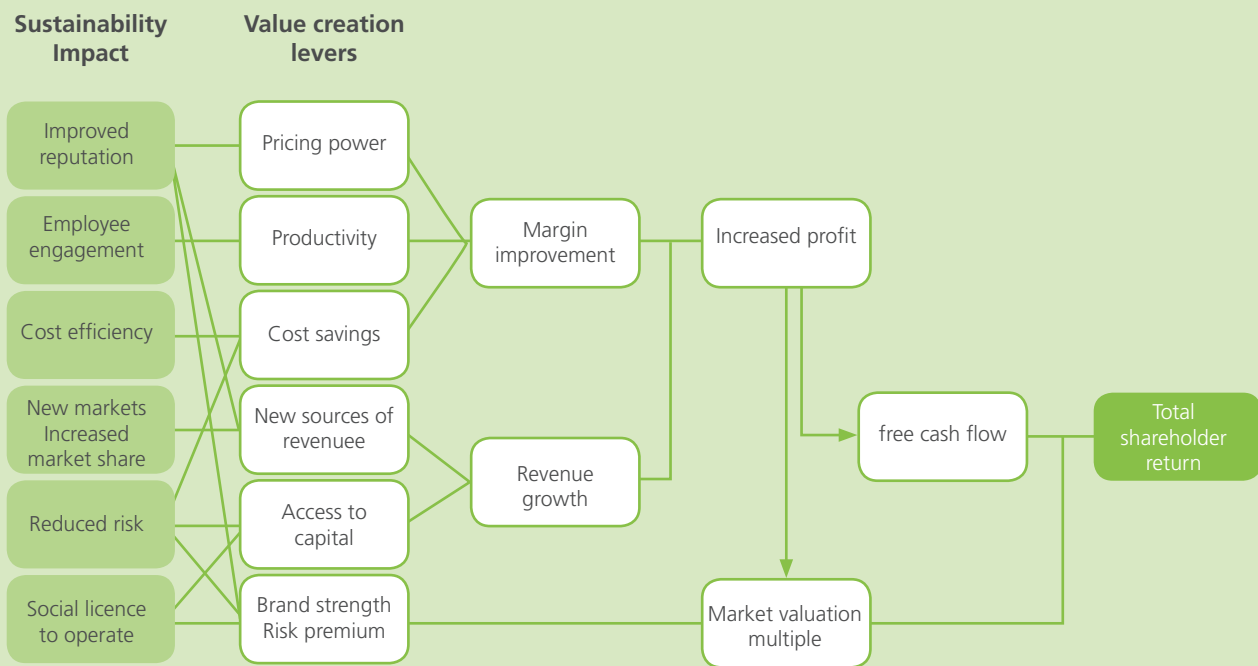 Sustainability
Impact
Value creation
levers
Improved
reputation
Pricing power
Employee
engagement
Productivity
Margin
improvement
Increased profit
Cost efficiency
Cost savings
New markets
Increased
market share
New sources of
revenuee
Revenue
growth
free cash flow
Total
shareholder
return
Reduced risk
Access to
capital
Social licence
to operate
Brand strength
Risk premium
Market valuation
multiple